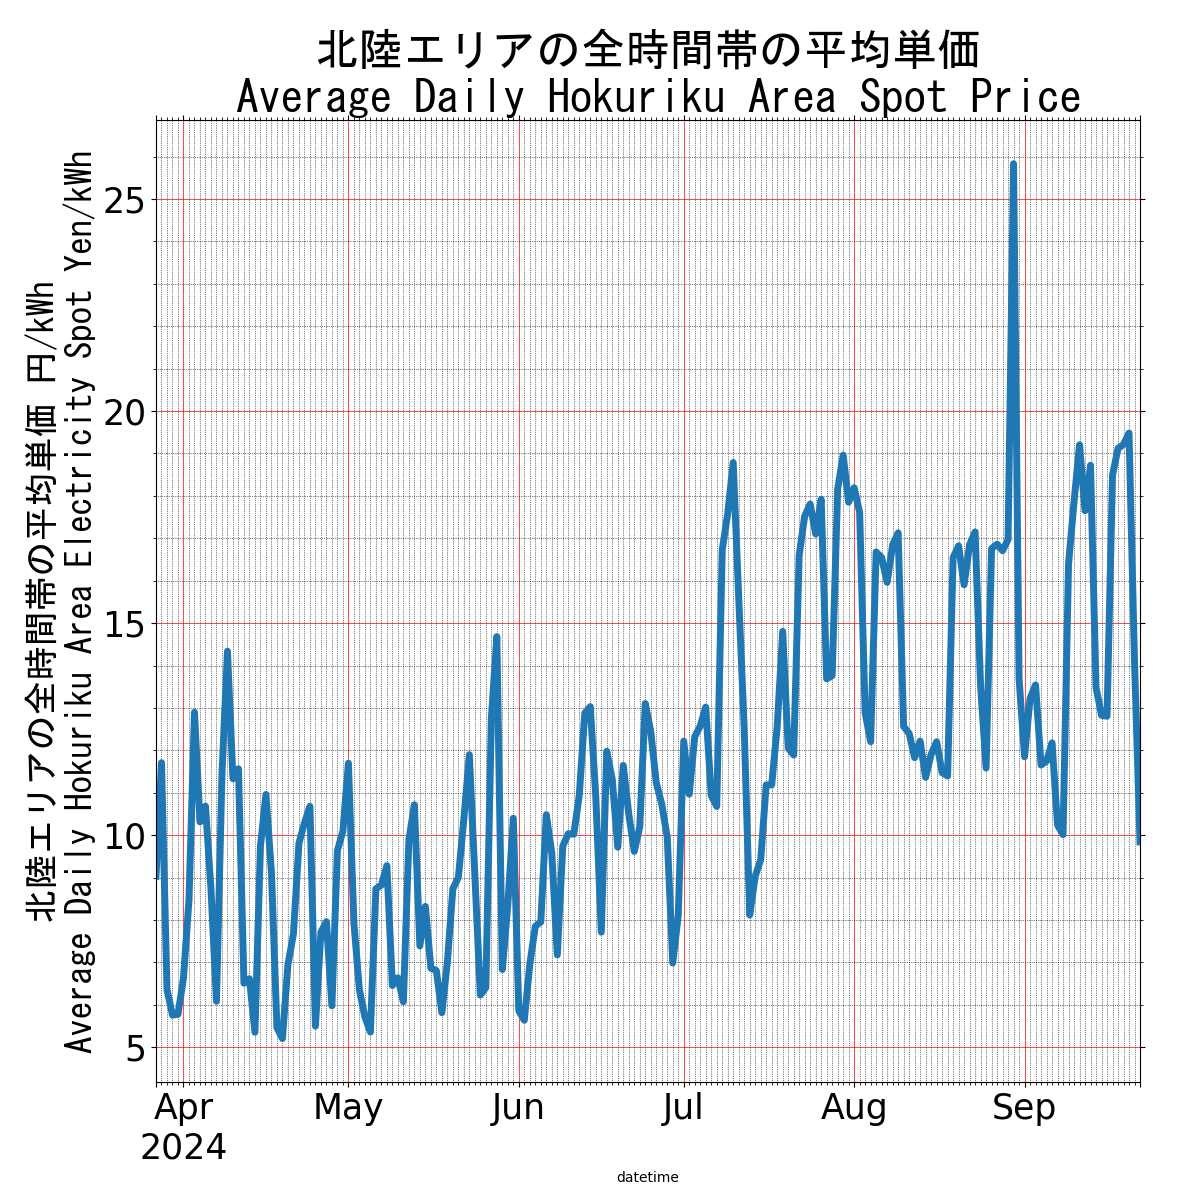 北陸エリアの全時間帯の平均単価
Average Daily Hokuriku Area Spot Price
北陸エリアの全時間帯の平均単価 円/kWh
Average Daily Hokuriku Area Electricity Spot Yen/kWh
25
20
15
10
5
Apr May Jun Jul Aug Sep
2024
datetime